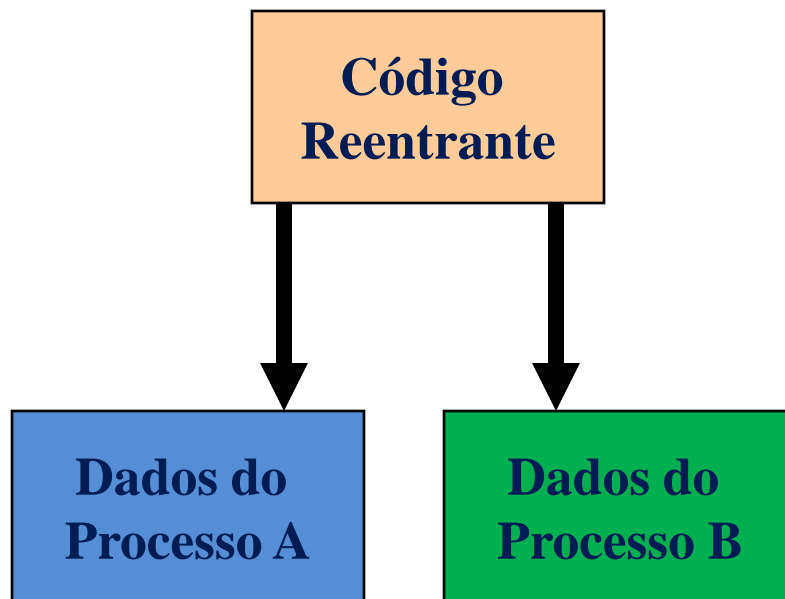 Código
Reentrante
Dados do
Processo A
Dados do
Processo B